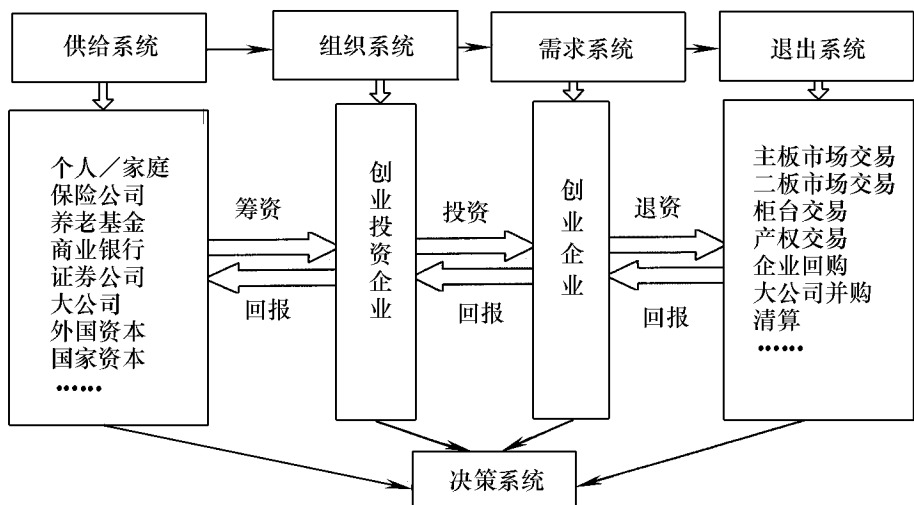 供给系统
组织系统
需求系统
退出系统
个人／家庭
保险公司
养老基金
商业银行
证券公司
大公司
外国资本
国家资本
……
筹资
回报
创业投资企业
投资
回报
创业企业
退资
回报
主板市场交易
二板市场交易
柜台交易
产权交易
企业回购
大公司并购
清算
……
决策系统